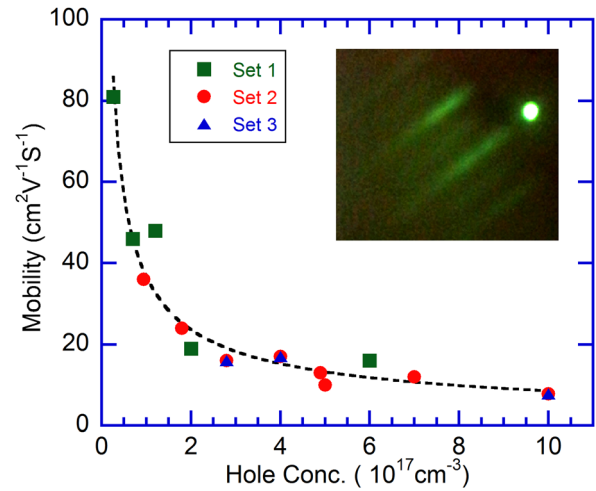 100
80
60
40
20
0
Mobility (cm²V⁻¹S⁻¹)
Set 1
Set 2
Set 3
0 2 4 6 8 10
Hole Conc. ( 10¹⁷cm⁻³)